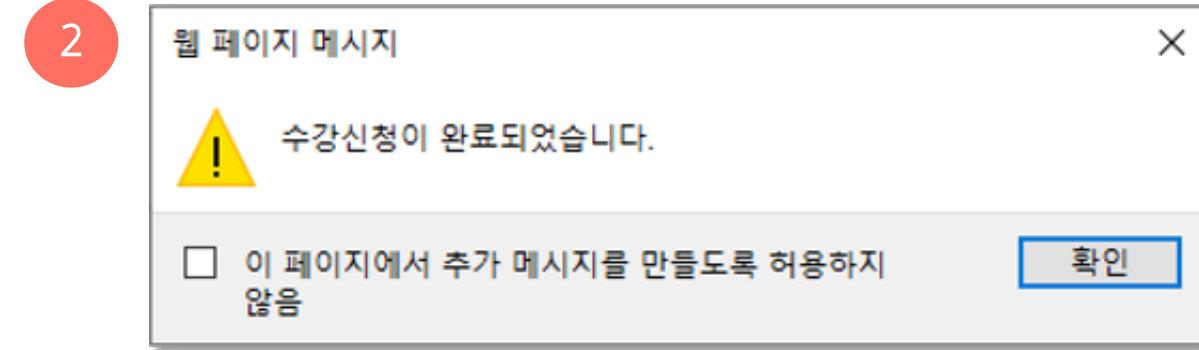 2
웹 페이지 메시지
수강신청이 완료되었습니다.
이 페이지에서 추가 메시지를 만들도록 허용하지
않음
확인